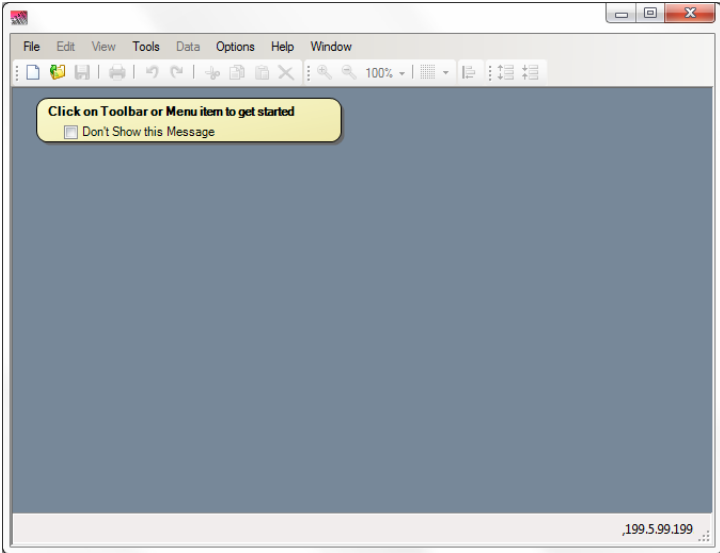 File Edit View Tools Data Options Help Window
100%
Click on Toolbar or Menu item to get started
Don't Show this Message
,199.5.99.199